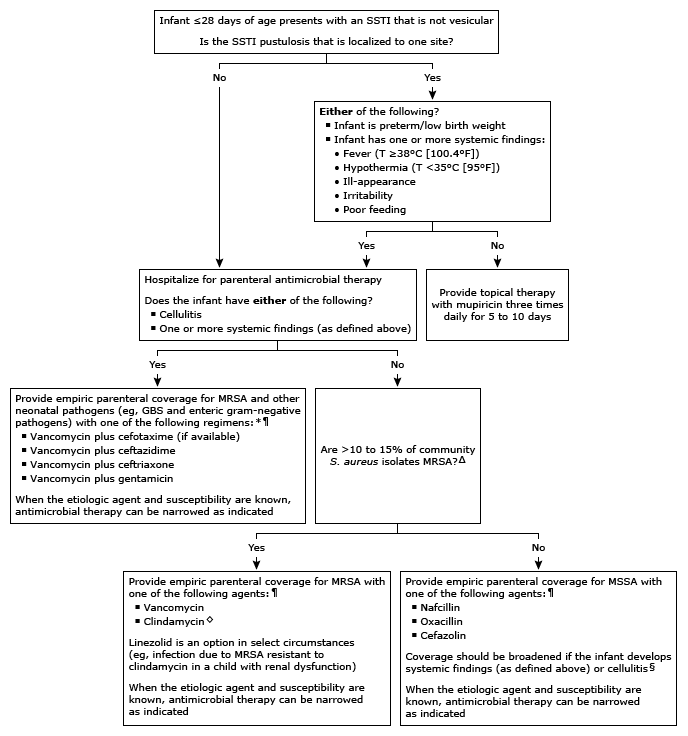 Infant ≤28 days of age presents with an SSTI that is not vesicular
Is the SSTI pustulosis that is localized to one site?
No
Yes
Either of the following?
▪ Infant is preterm/low birth weight
▪ Infant has one or more systemic findings:
• Fever (T ≥38°C [100.4°F])
• Hypothermia (T <35°C [95°F])
• Ill-appearance
• Irritability
• Poor feeding
Yes
No
Hospitalize for parenteral antimicrobial therapy
Does the infant have either of the following?
▪ Cellulitis
▪ One or more systemic findings (as defined above)
Provide topical therapy
with mupiricin three times
daily for 5 to 10 days
Yes
No
Provide empiric parenteral coverage for MRSA and other
neonatal pathogens (eg, GBS and enteric gram-negative
pathogens) with one of the following regimens:*¶
▪ Vancomycin plus cefotaxime (if available)
▪ Vancomycin plus ceftazidime
▪ Vancomycin plus ceftriaxone
▪ Vancomycin plus gentamicin
When the etiologic agent and susceptibility are known,
antimicrobial therapy can be narrowed as indicated
Are >10 to 15% of community
S. aureus isolates MRSA?Δ
Yes
No
Provide empiric parenteral coverage for MRSA with
one of the following agents:¶
▪ Vancomycin
▪ Clindamycin◇
Linezolid is an option in select circumstances
(eg, infection due to MRSA resistant to
clindamycin in a child with renal dysfunction)
When the etiologic agent and susceptibility are
known, antimicrobial therapy can be narrowed
as indicated
Provide empiric parenteral coverage for MSSA with
one of the following agents:¶
▪ Nafcillin
▪ Oxacillin
▪ Cefazolin
Coverage should be broadened if the infant develops
systemic findings (as defined above) or cellulitis§
When the etiologic agent and susceptibility are
known, antimicrobial therapy can be narrowed
as indicated